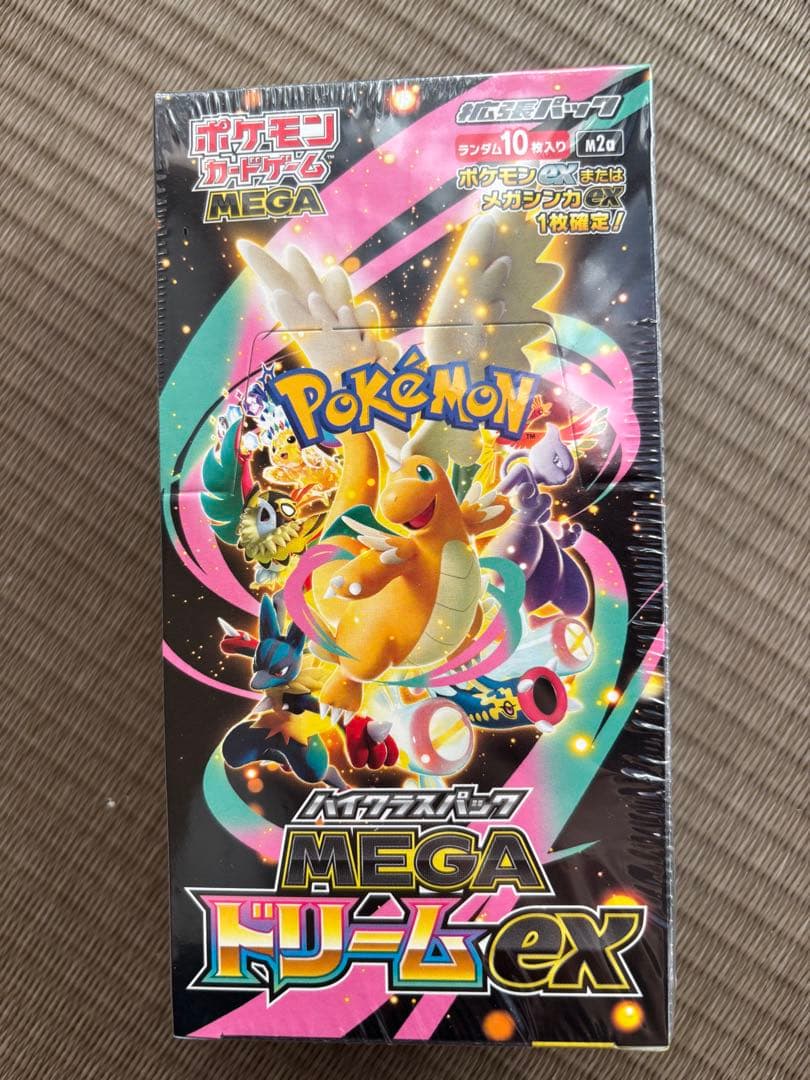 ポケモン
カードゲーム™
MEGA
拡張パック
ランダム10枚入り M2a
ポケモンexまたは
メガシンカex
1枚確定!
POKÉMON™
ハイクラスパック
MEGA
ドリームex